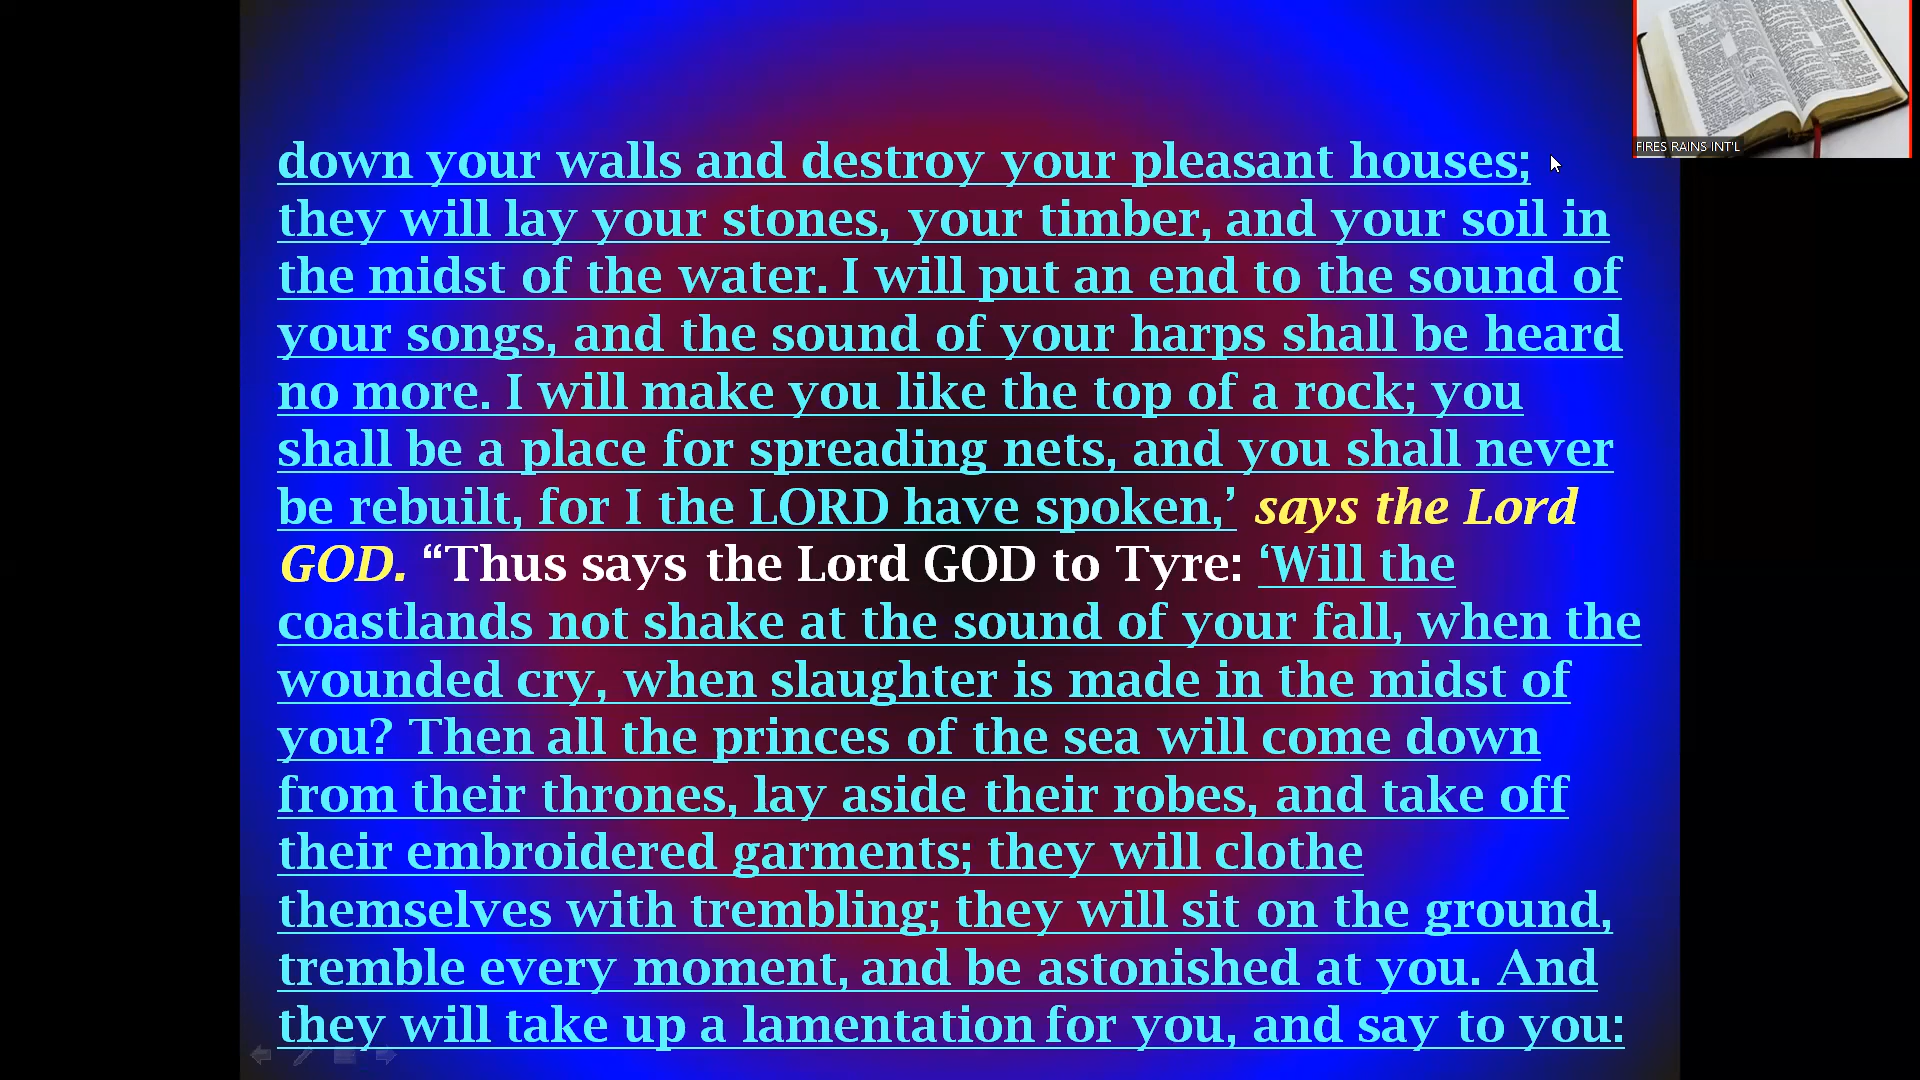 FIRES RAINS INT'L
down your walls and destroy your pleasant houses;
they will lay your stones, your timber, and your soil in
the midst of the water. I will put an end to the sound of
your songs, and the sound of your harps shall be heard
no more. I will make you like the top of a rock; you
shall be a place for spreading nets, and you shall never
be rebuilt, for I the LORD have spoken,’ says the Lord
GOD. “Thus says the Lord GOD to Tyre: ‘Will the
coastlands not shake at the sound of your fall, when the
wounded cry, when slaughter is made in the midst of
you? Then all the princes of the sea will come down
from their thrones, lay aside their robes, and take off
their embroidered garments; they will clothe
themselves with trembling; they will sit on the ground,
tremble every moment, and be astonished at you. And
they will take up a lamentation for you, and say to you: